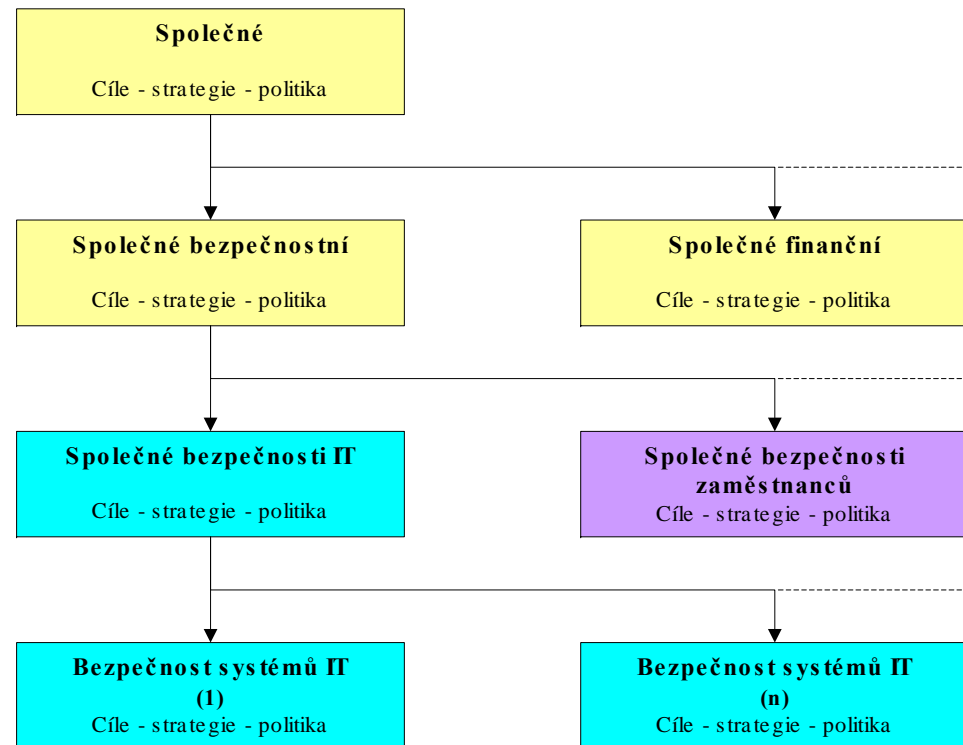 Společné
Cíle - strategie - politika
Společné bezpečnostní
Cíle - strategie - politika
Společné finanční
Cíle - strategie - politika
Společné bezpečnosti IT
Cíle - strategie - politika
Společné bezpečnosti
zaměstnanců
Cíle - strategie - politika
Bezpečnost systémů IT
(1)
Cíle - strategie - politika
Bezpečnost systémů IT
(n)
Cíle - strategie - politika